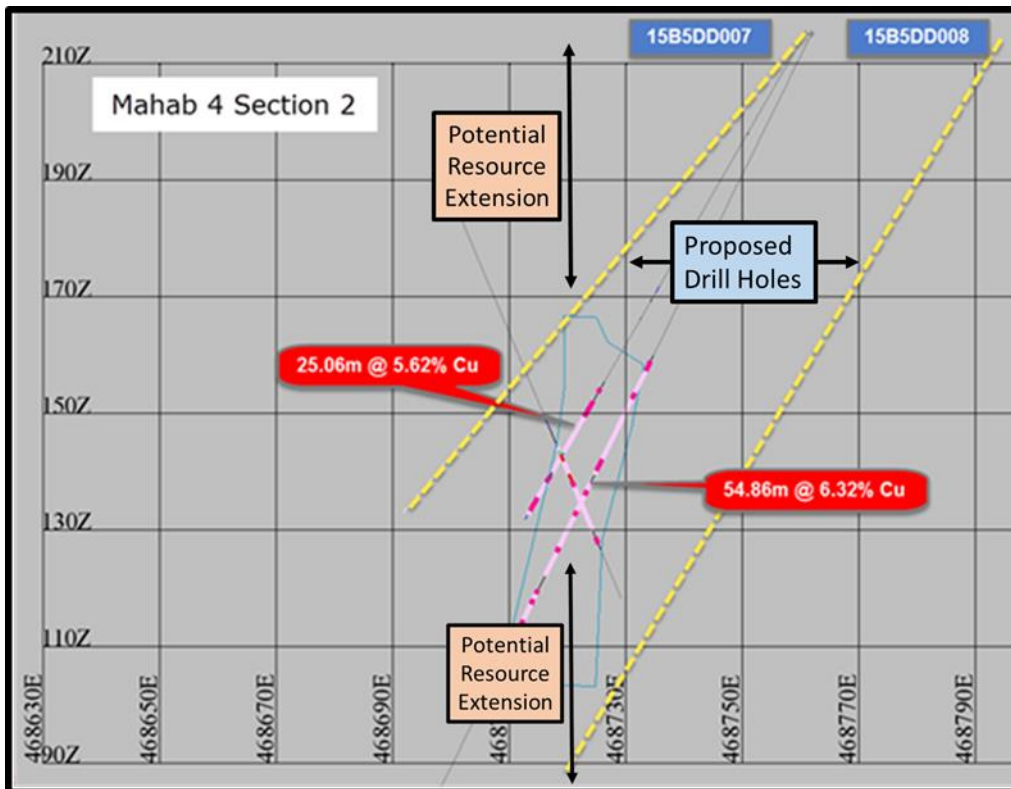 15B5DD007
15B5DD008
210Z
Mahab 4 Section 2
190Z
Potential
Resource
Extension
Proposed
Drill Holes
170Z
25.06m @ 5.62% Cu
150Z
54.86m @ 6.32% Cu
130Z
110Z
Potential
Resource
Extension
90Z
468630E
468650E
468670E
468690E
468730E
468750E
468770E
468790E